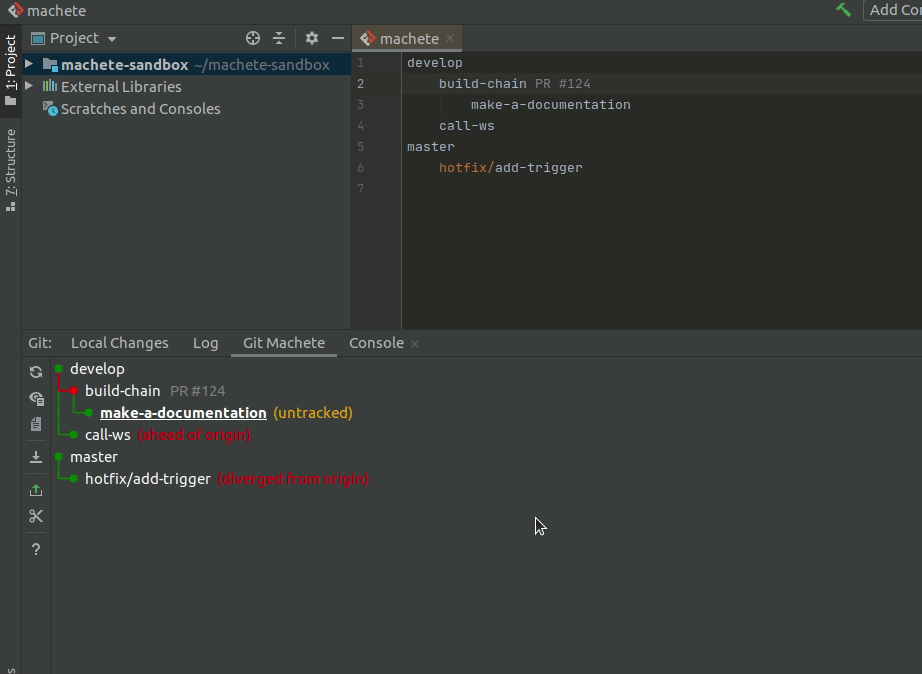 machete
Add Co
Project
machete
1: Project
machete-sandbox ~/machete-sandbox
External Libraries
Scratches and Consoles
7: Structure
1 develop
2 build-chain PR #124
3 make-a-documentation
4 call-ws
5 master
6 hotfix/add-trigger
7
Git: Local Changes Log Git Machete Console
develop
build-chain PR #124
make-a-documentation (untracked)
call-ws (ahead of origin)
master
hotfix/add-trigger (diverged from origin)
?
s